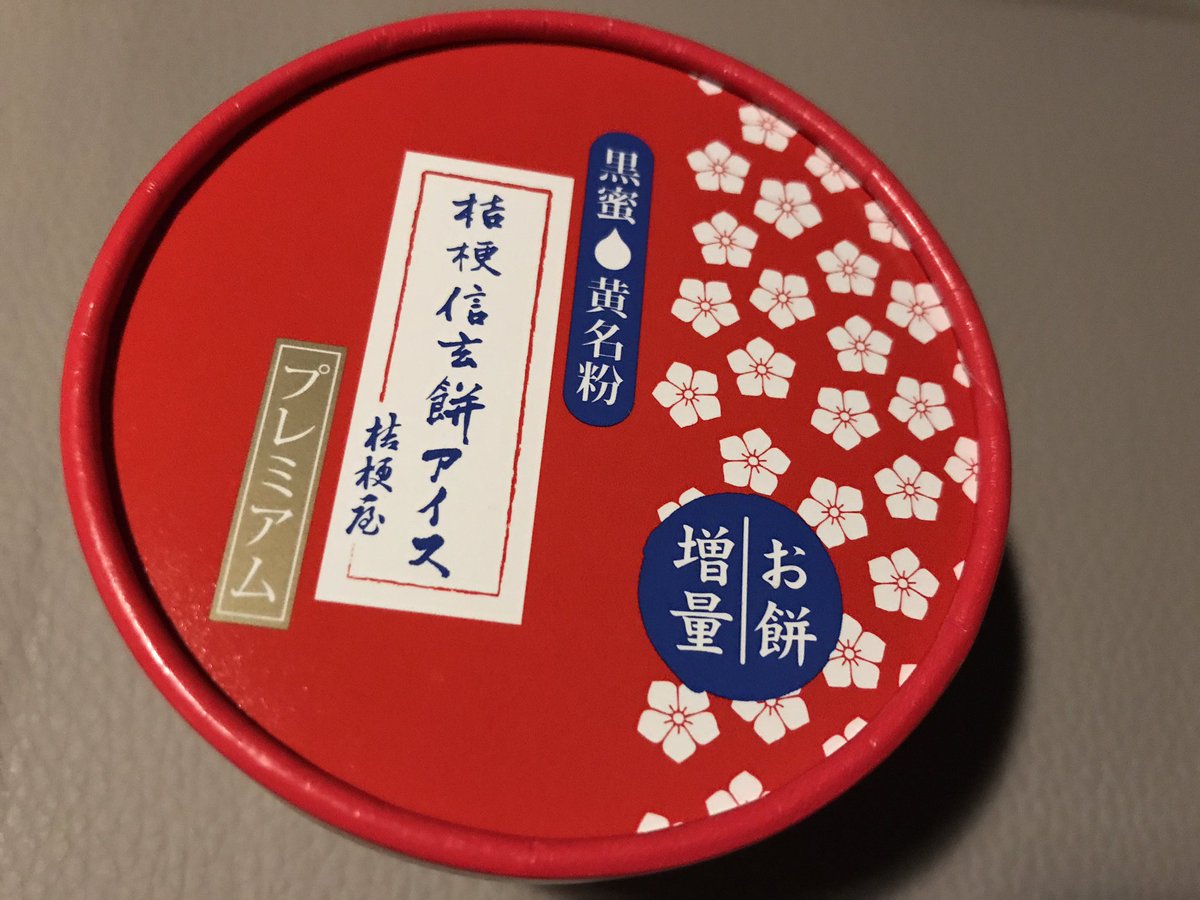 黒蜜 黄名粉
桔梗信玄餅アイス
桔梗屋
プレミアム
お餅
増量